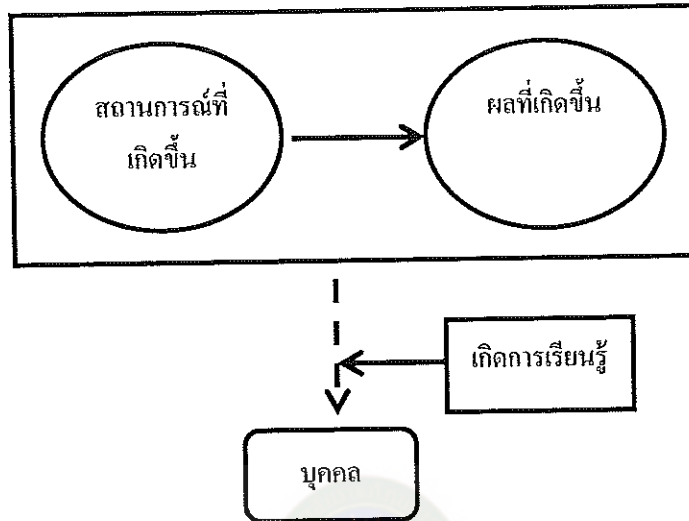 สถานการณ์ที่
เกิดขึ้น
ผลที่เกิดขึ้น
เกิดการเรียนรู้
บุคคล